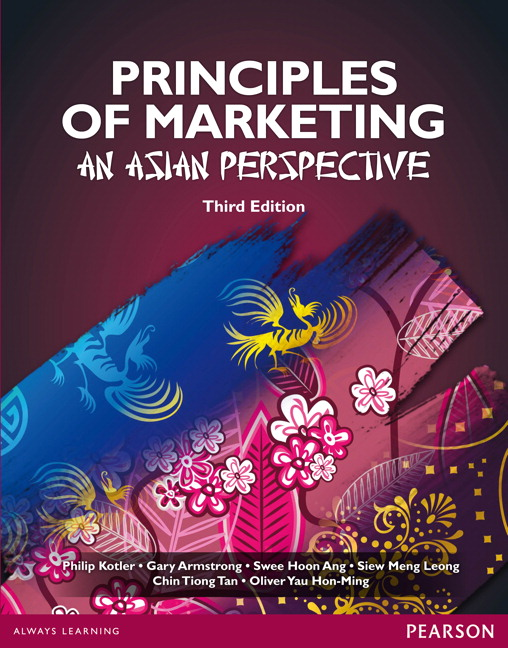 PRINCIPLES
OF MARKETING
AN ASIAN PERSPECTIVE
Third Edition
Philip Kotler • Gary Armstrong • Swee Hoon Ang • Siew Meng Leong
Chin Tiong Tan • Oliver Yau Hon-Ming
ALWAYS LEARNING
PEARSON